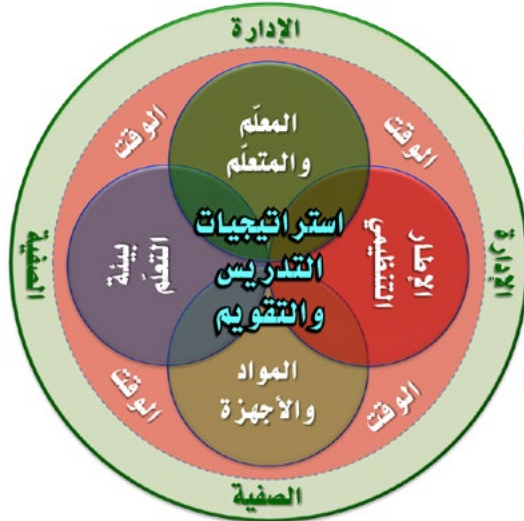 الإدارة
الوقت
الوقت
المعلّم
والمتعلّم
الإدارة
الإطار
التنظيمي
استراتيجيات
التدريس
والتقويم
بيئة
التعلّم
الصفية
المواد
والأجهزة
الوقت
الوقت
الصفية